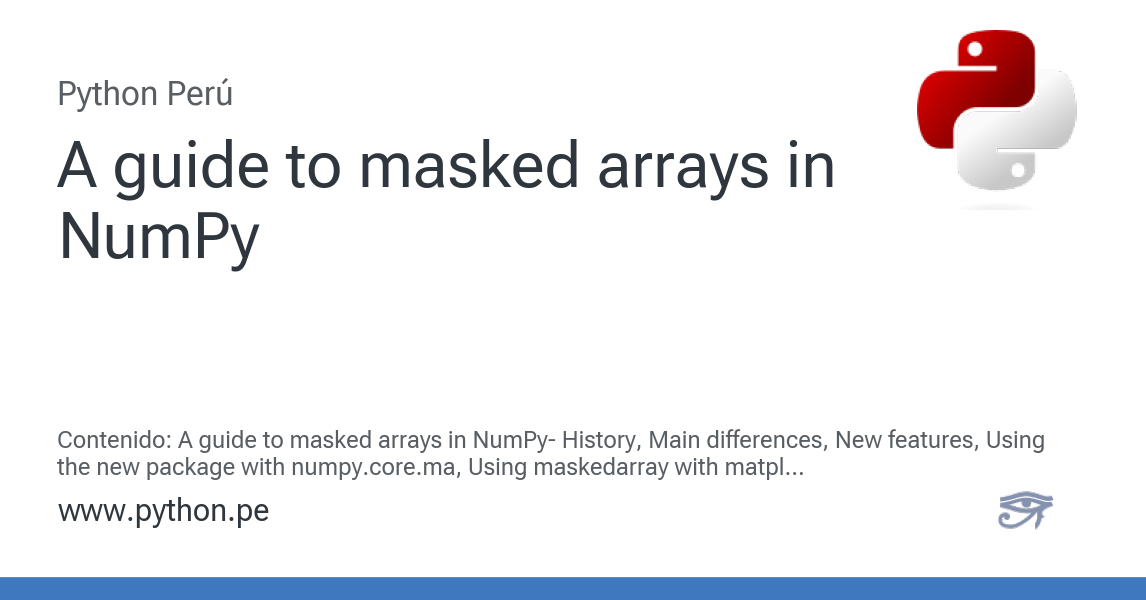 Python Perú
A guide to masked arrays in
NumPy
Contenido: A guide to masked arrays in NumPy- History, Main differences, New features, Using
the new package with numpy.core.ma, Using maskedarray with matpl...
www.python.pe